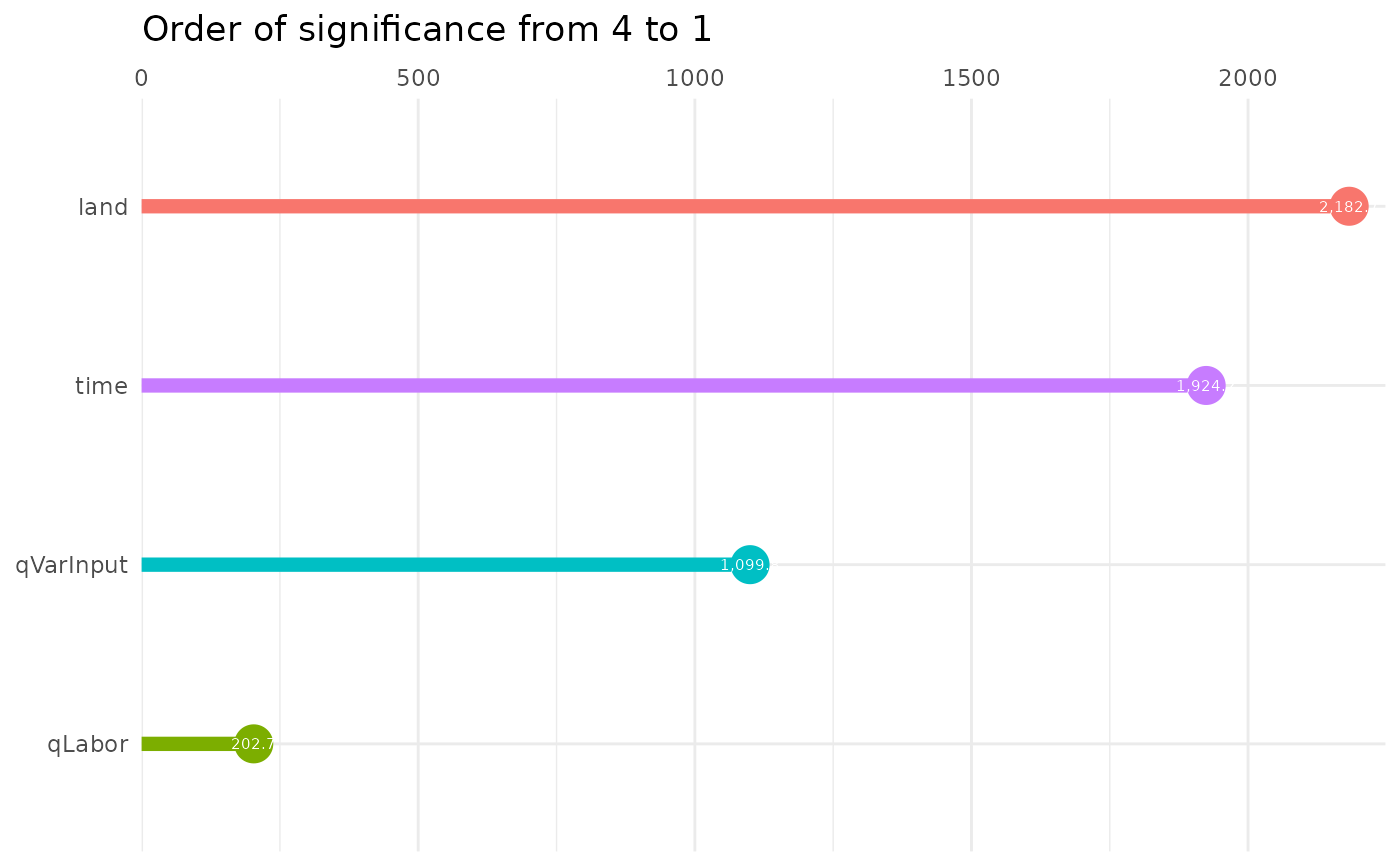 Order of significance from 4 to 1
0 500 1000 1500 2000
land 2,182.
time 1,924.
qVarInput 1,099.
qLabor 202.7